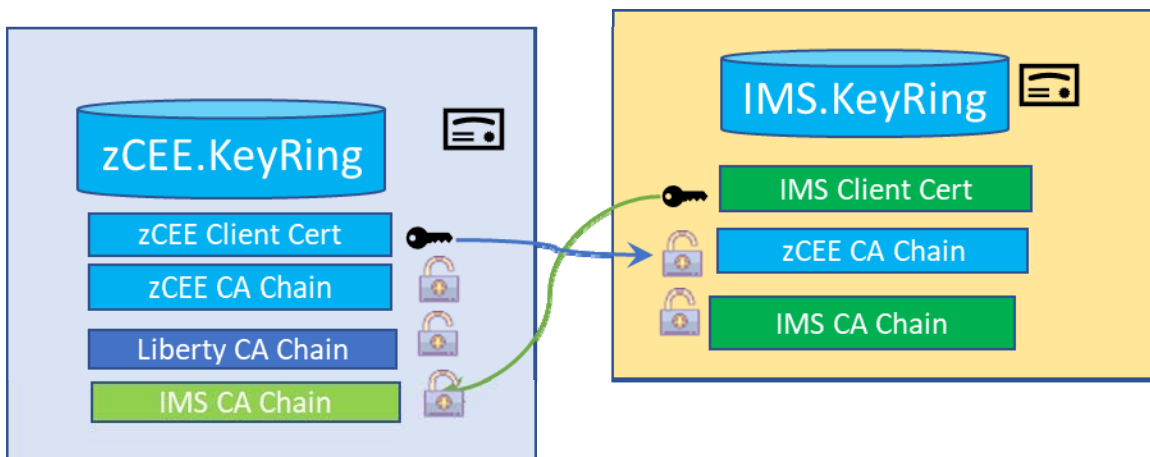 zCEE.KeyRing
zCEE Client Cert
zCEE CA Chain
Liberty CA Chain
IMS CA Chain
IMS.KeyRing
IMS Client Cert
zCEE CA Chain
IMS CA Chain